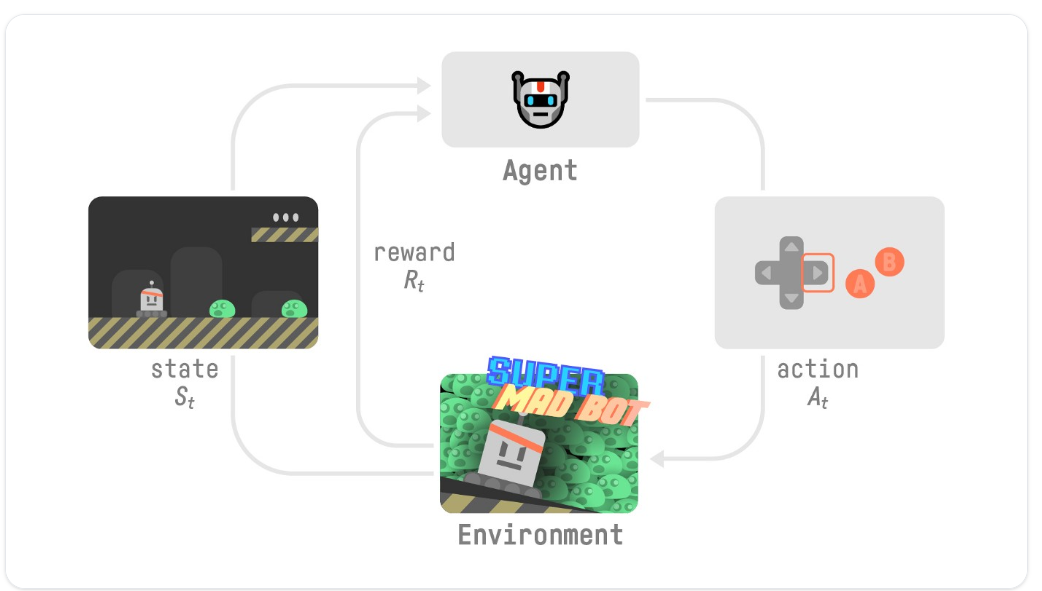 Agent
reward
Rt
state
St
action
At
B
A
SUPER
MAD BOT
Environment